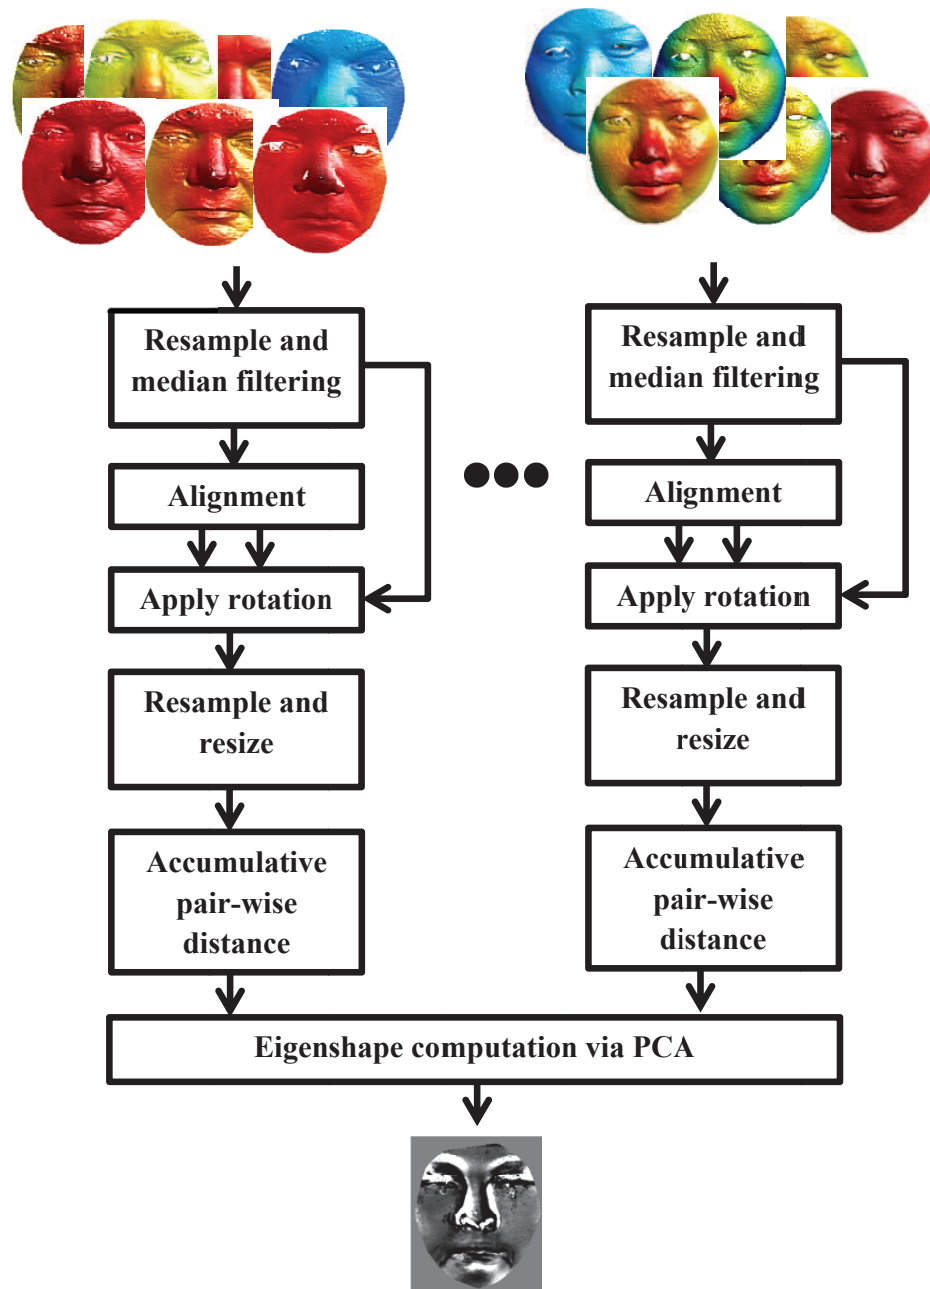 Resample and
median filtering
Alignment
Apply rotation
Resample and
resize
Accumulative
pair-wise
distance
Resample and
median filtering
Alignment
Apply rotation
Resample and
resize
Accumulative
pair-wise
distance
Eigenshape computation via PCA